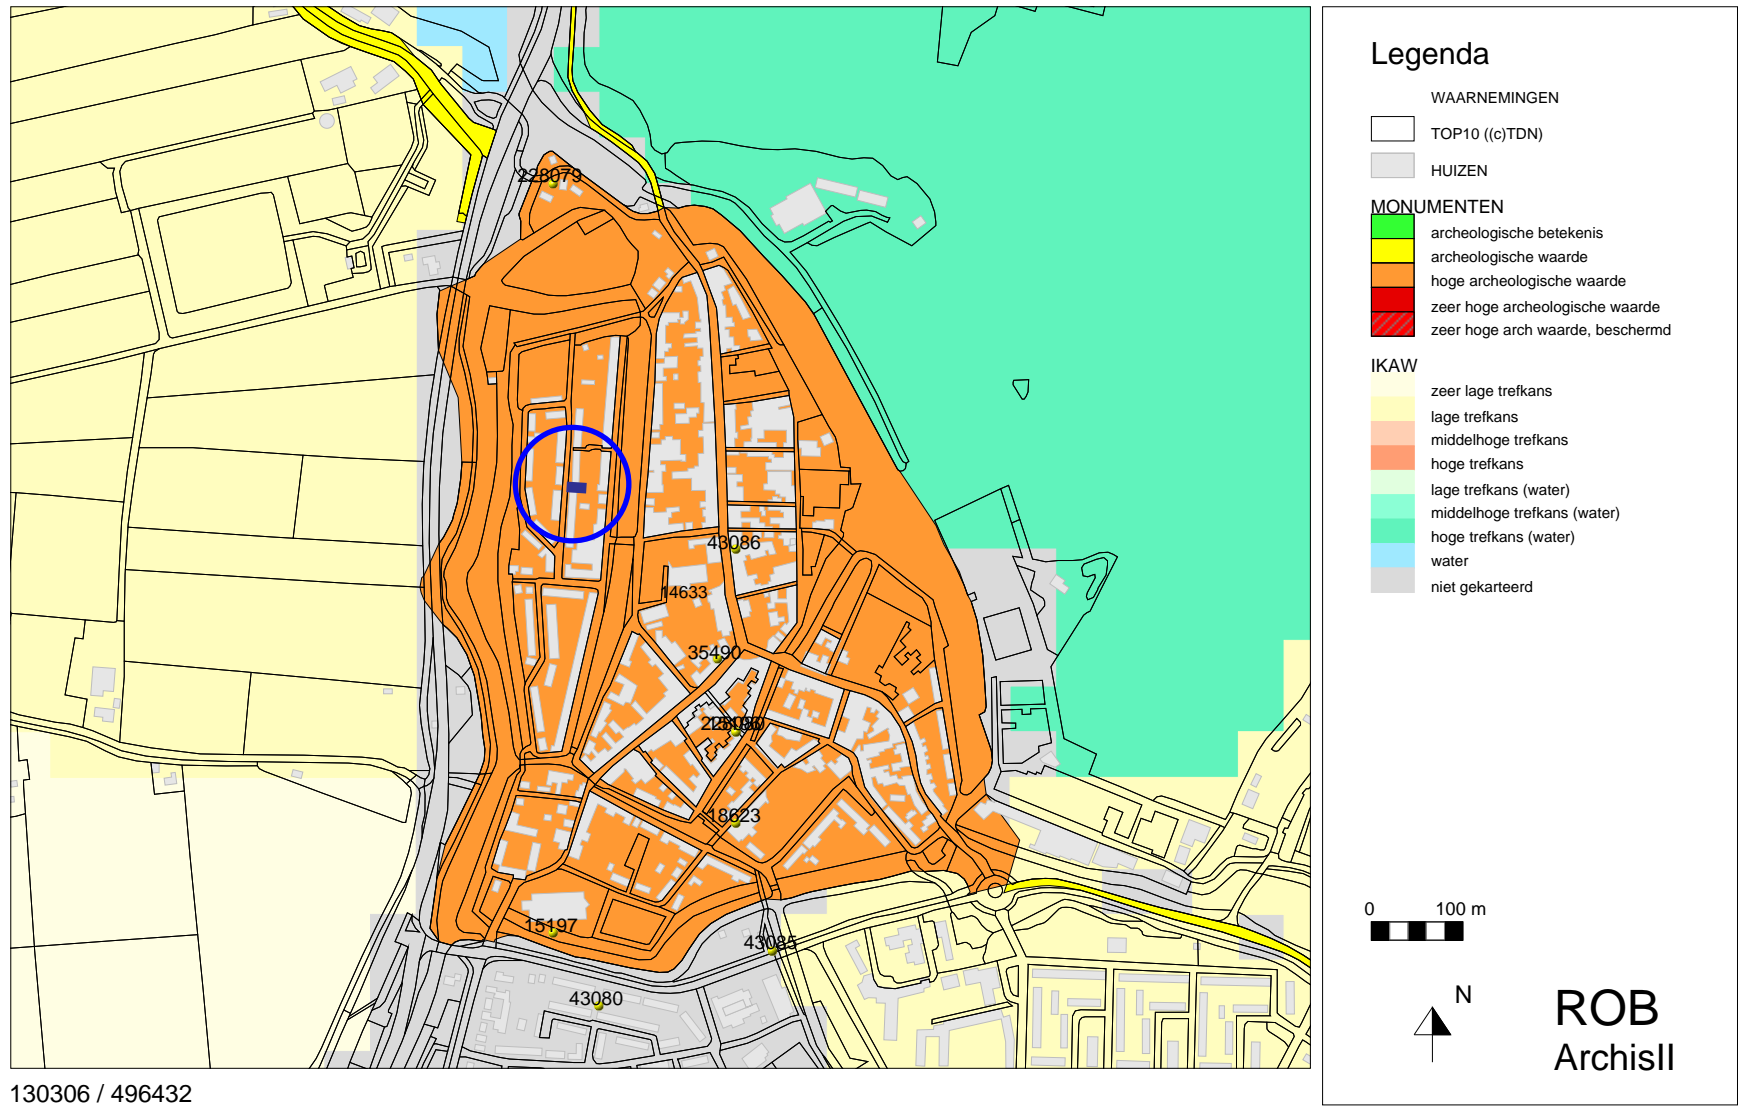 228079
43086
14633
35490
18623
15197
43085
43080
130306 / 496432
Legenda
WAARNEMINGEN
TOP10 ((c)TDN)
HUIZEN
MONUMENTEN
archeologische betekenis
archeologische waarde
hoge archeologische waarde
zeer hoge archeologische waarde
zeer hoge arch waarde, beschermd
IKAW
zeer lage trefkans
lage trefkans
middelhoge trefkans
hoge trefkans
lage trefkans (water)
middelhoge trefkans (water)
hoge trefkans (water)
water
niet gekarteerd
0 100 m
N
ROB
ArchisII